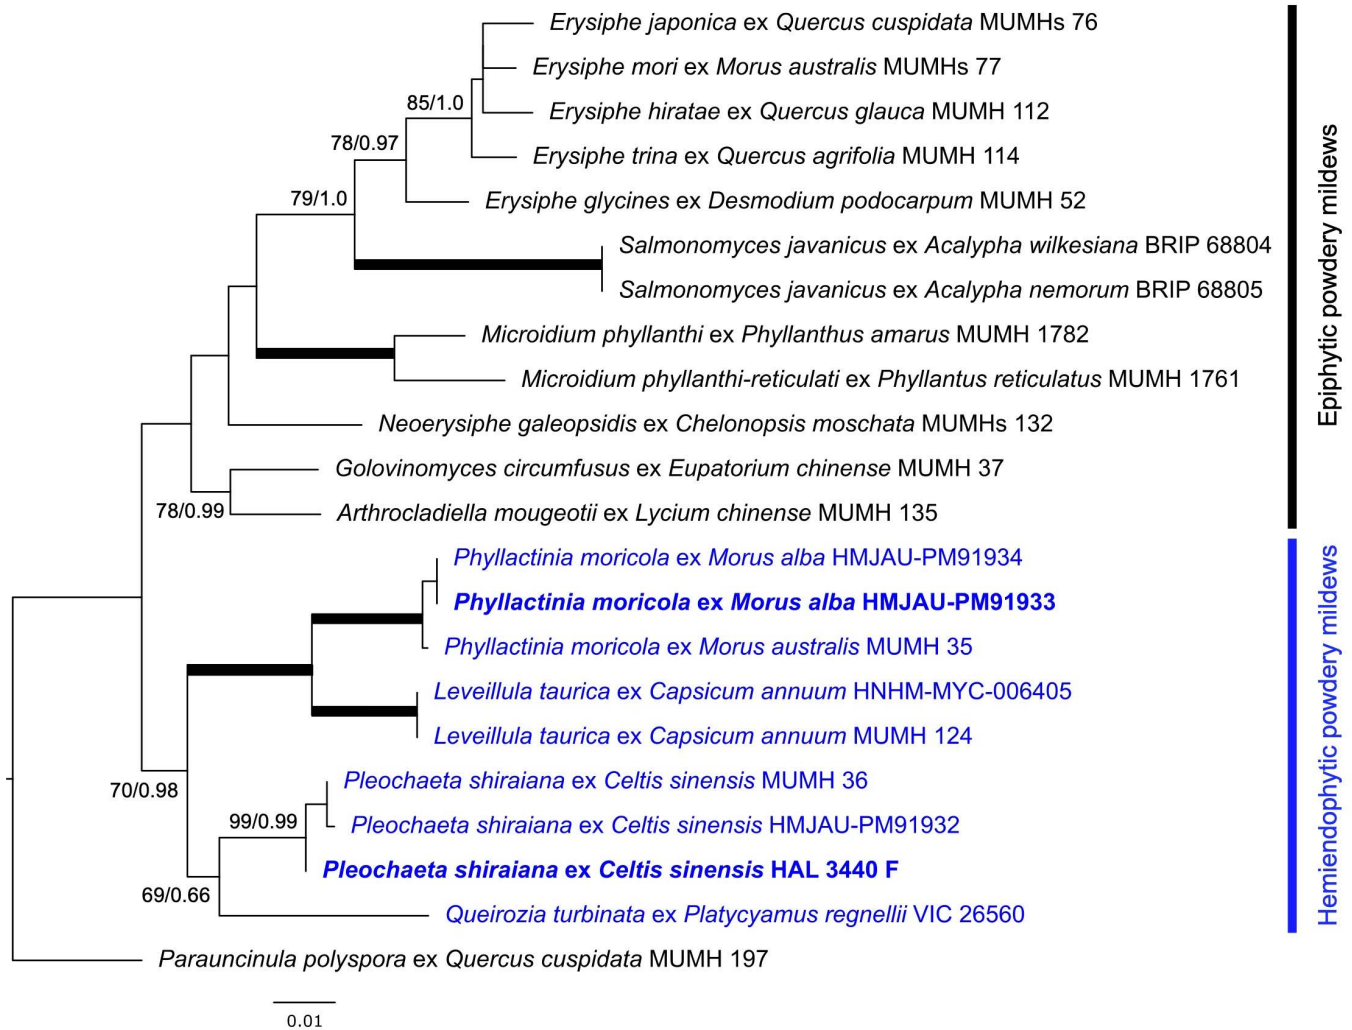 Erysiphe japonica ex Quercus cuspidata MUMHs 76
Erysiphe mori ex Morus australis MUMHs 77
85/1.0
Erysiphe hiratae ex Quercus glauca MUMH 112
78/0.97
Erysiphe trina ex Quercus agrifolia MUMH 114
79/1.0
Erysiphe glycines ex Desmodium podocarpum MUMH 52
Salmonomyces javanicus ex Acalypha wilkesiana BRIP 68804
Salmonomyces javanicus ex Acalypha nemorum BRIP 68805
Microidium phyllanthi ex Phyllanthus amarus MUMH 1782
Microidium phyllanthi-reticulati ex Phyllantus reticulatus MUMH 1761
Neoerysiphe galeopsidis ex Chelonopsis moschata MUMHs 132
Golovinomyces circumfusus ex Eupatorium chinense MUMH 37
78/0.99
Arthrocladiella mougeotii ex Lycium chinense MUMH 135
Epiphytic powdery mildews
Phyllactinia moricola ex Morus alba HMJAU-PM91934
Phyllactinia moricola ex Morus alba HMJAU-PM91933
Phyllactinia moricola ex Morus australis MUMH 35
Leveillula taurica ex Capsicum annuum HNHM-MYC-006405
Leveillula taurica ex Capsicum annuum MUMH 124
70/0.98
Pleochaeta shiraiana ex Celtis sinensis MUMH 36
99/0.99
Pleochaeta shiraiana ex Celtis sinensis HMJAU-PM91932
Pleochaeta shiraiana ex Celtis sinensis HAL 3440 F
69/0.66
Queirozia turbinata ex Platycyamus regnellii VIC 26560
Hemiendophytic powdery mildews
Parauncinula polyspora ex Quercus cuspidata MUMH 197
0.01